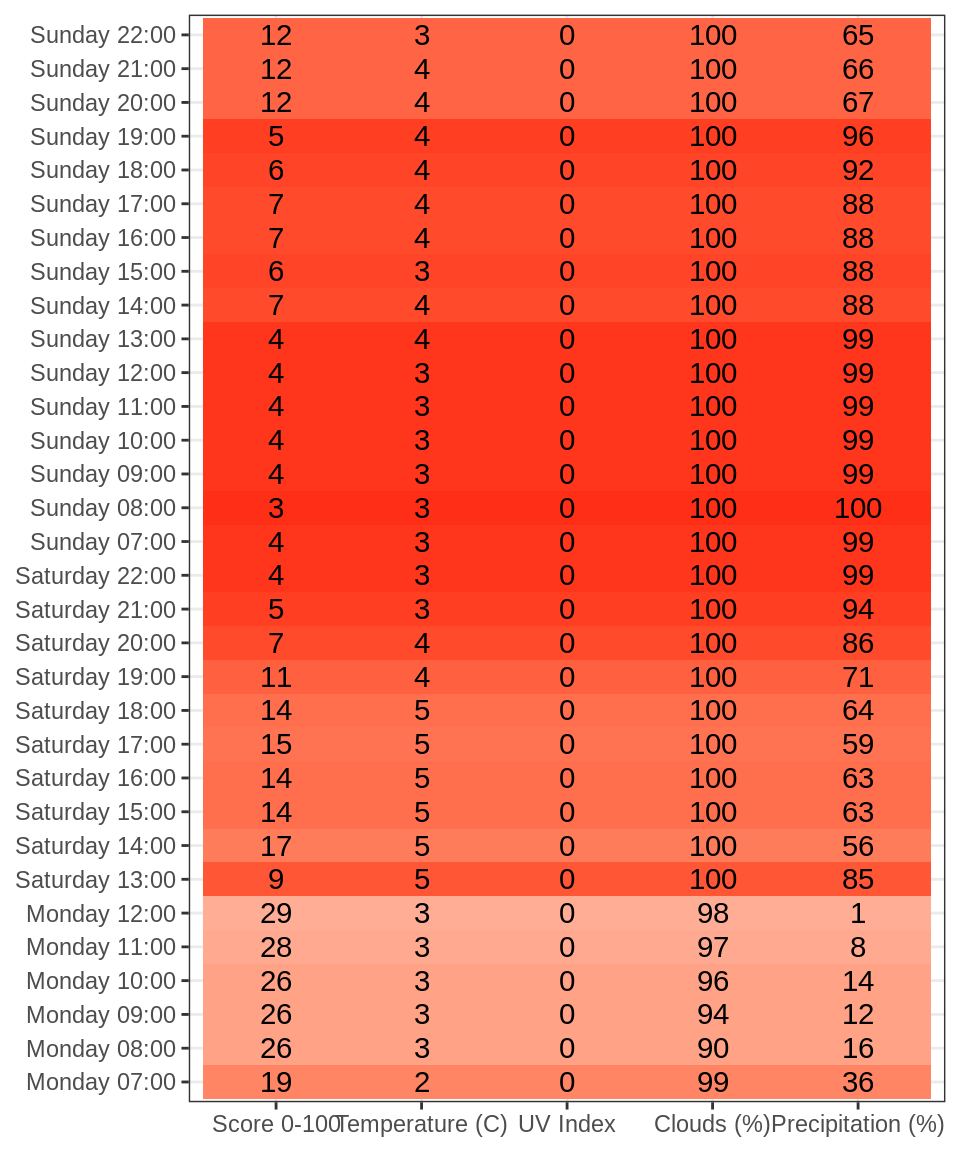 Sunday 22:00 12 3 0 100 65
Sunday 21:00 12 4 0 100 66
Sunday 20:00 12 4 0 100 67
Sunday 19:00 5 4 0 100 96
Sunday 18:00 6 4 0 100 92
Sunday 17:00 7 4 0 100 88
Sunday 16:00 7 4 0 100 88
Sunday 15:00 6 3 0 100 88
Sunday 14:00 7 4 0 100 88
Sunday 13:00 4 4 0 100 99
Sunday 12:00 4 3 0 100 99
Sunday 11:00 4 3 0 100 99
Sunday 10:00 4 3 0 100 99
Sunday 09:00 4 3 0 100 99
Sunday 08:00 3 3 0 100 100
Sunday 07:00 4 3 0 100 99
Saturday 22:00 4 3 0 100 99
Saturday 21:00 5 3 0 100 94
Saturday 20:00 7 4 0 100 86
Saturday 19:00 11 4 0 100 71
Saturday 18:00 14 5 0 100 64
Saturday 17:00 15 5 0 100 59
Saturday 16:00 14 5 0 100 63
Saturday 15:00 14 5 0 100 63
Saturday 14:00 17 5 0 100 56
Saturday 13:00 9 5 0 100 85
Monday 12:00 29 3 0 98 1
Monday 11:00 28 3 0 97 8
Monday 10:00 26 3 0 96 14
Monday 09:00 26 3 0 94 12
Monday 08:00 26 3 0 90 16
Monday 07:00 19 2 0 99 36
Score 0-100 Temperature (C) UV Index Clouds (%) Precipitation (%)